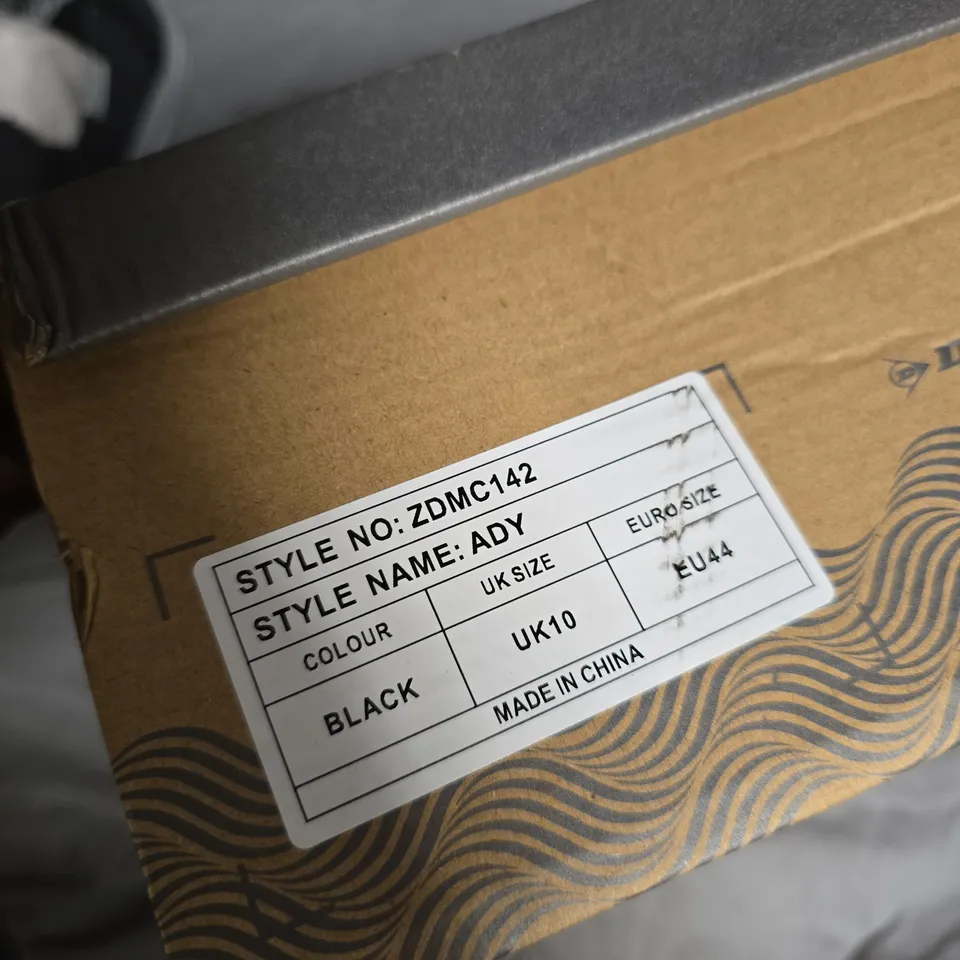 STYLE NO: ZDMC142
STYLE NAME: ADY
COLOUR UK SIZE EURO SIZE
BLACK UK10 EU44
MADE IN CHINA